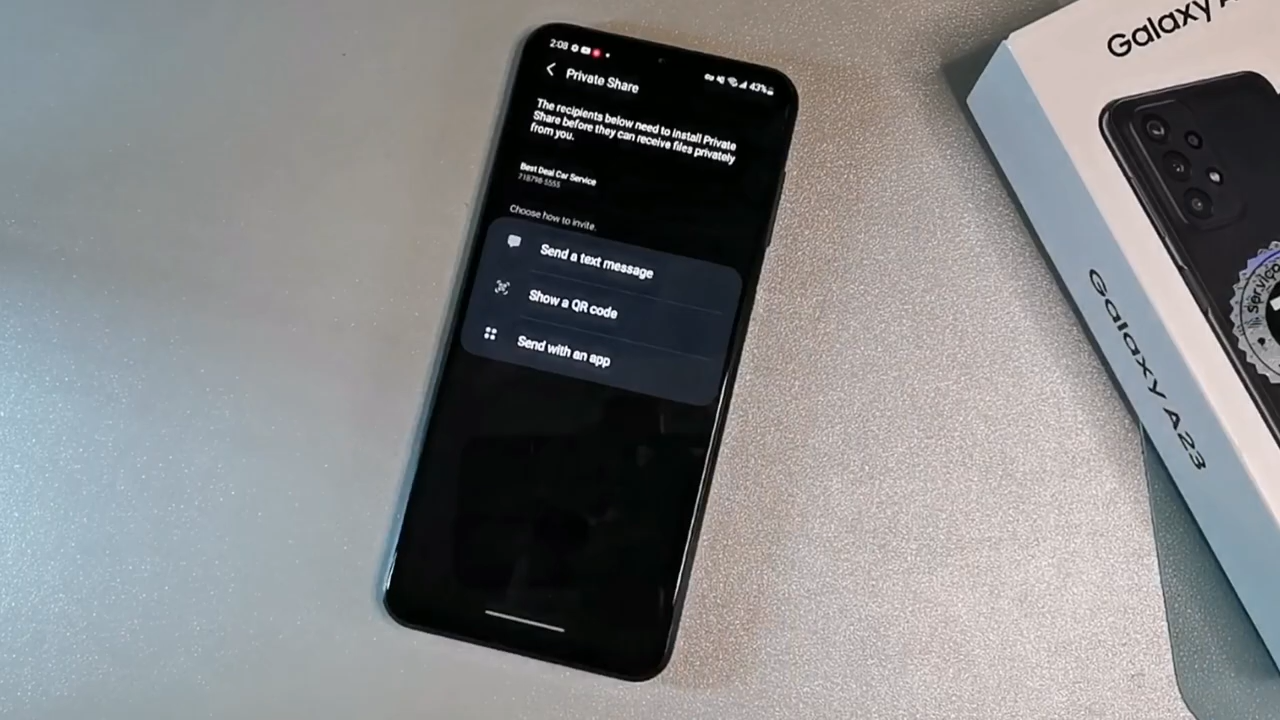 2:08
43%
Private Share
The recipients below need to install Private
Share before they can receive files privately
from you.
Best Deal Car Service
Choose how to invite.
Send a text message
Show a QR code
Send with an app
Galaxy
Galaxy A23